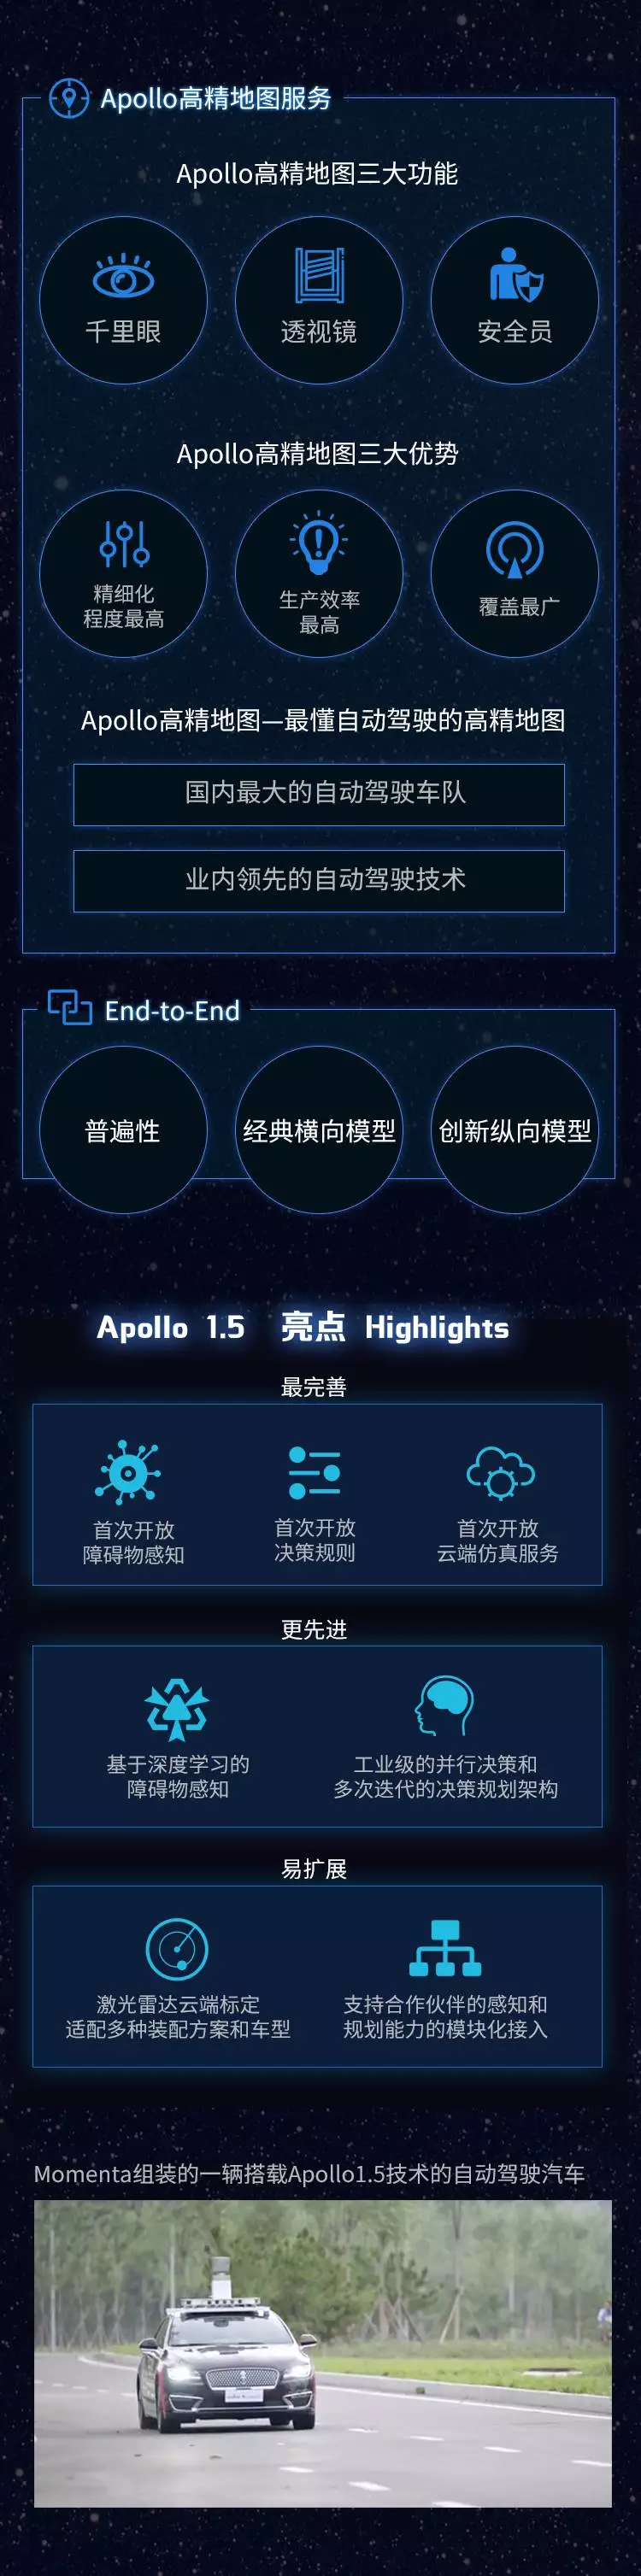 Apollo高精地图服务
Apollo高精地图三大功能
千里眼
透视镜
安全员
Apollo高精地图三大优势
精细化
程度最高
生产效率
最高
覆盖最广
Apollo高精地图—最懂自动驾驶的高精地图
国内最大的自动驾驶车队
业内领先的自动驾驶技术
End-to-End
普遍性
经典横向模型
创新纵向模型
Apollo 1.5 亮点 Highlights
最完善
首次开放
障碍物感知
首次开放
决策规则
首次开放
云端仿真服务
更先进
基于深度学习的
障碍物感知
工业级的并行决策和
多次迭代的决策规划架构
易扩展
激光雷达云端标定
适配多种装配方案和车型
支持合作伙伴的感知和
规划能力的模块化接入
Momenta组装的一辆搭载Apollo1.5技术的自动驾驶汽车